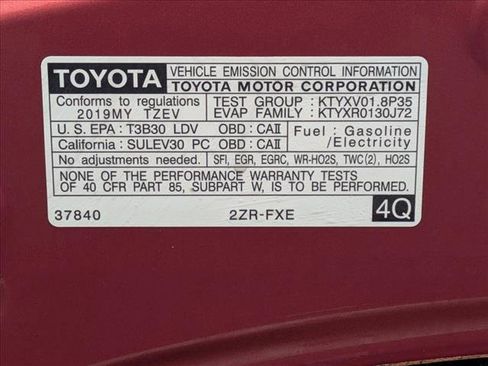 TOYOTA VEHICLE EMISSION CONTROL INFORMATION
TOYOTA MOTOR CORPORATION
Conforms to regulations TEST GROUP : KTYXV01.8P35
2019MY TZEV EVAP FAMILY : KTYXR0130J72
U.S. EPA : T3B30 LDV OBD : CAII Fuel : Gasoline
California : SULEV30 PC OBD : CAII /Electricity
No adjustments needed. SFI, EGR, EGRC, WR-HO2S, TWC(2), HO2S
NONE OF THE PERFORMANCE WARRANTY TESTS
OF 40 CFR PART 85, SUBPART W, IS TO BE PERFORMED.
37840 2ZR-FXE 4Q